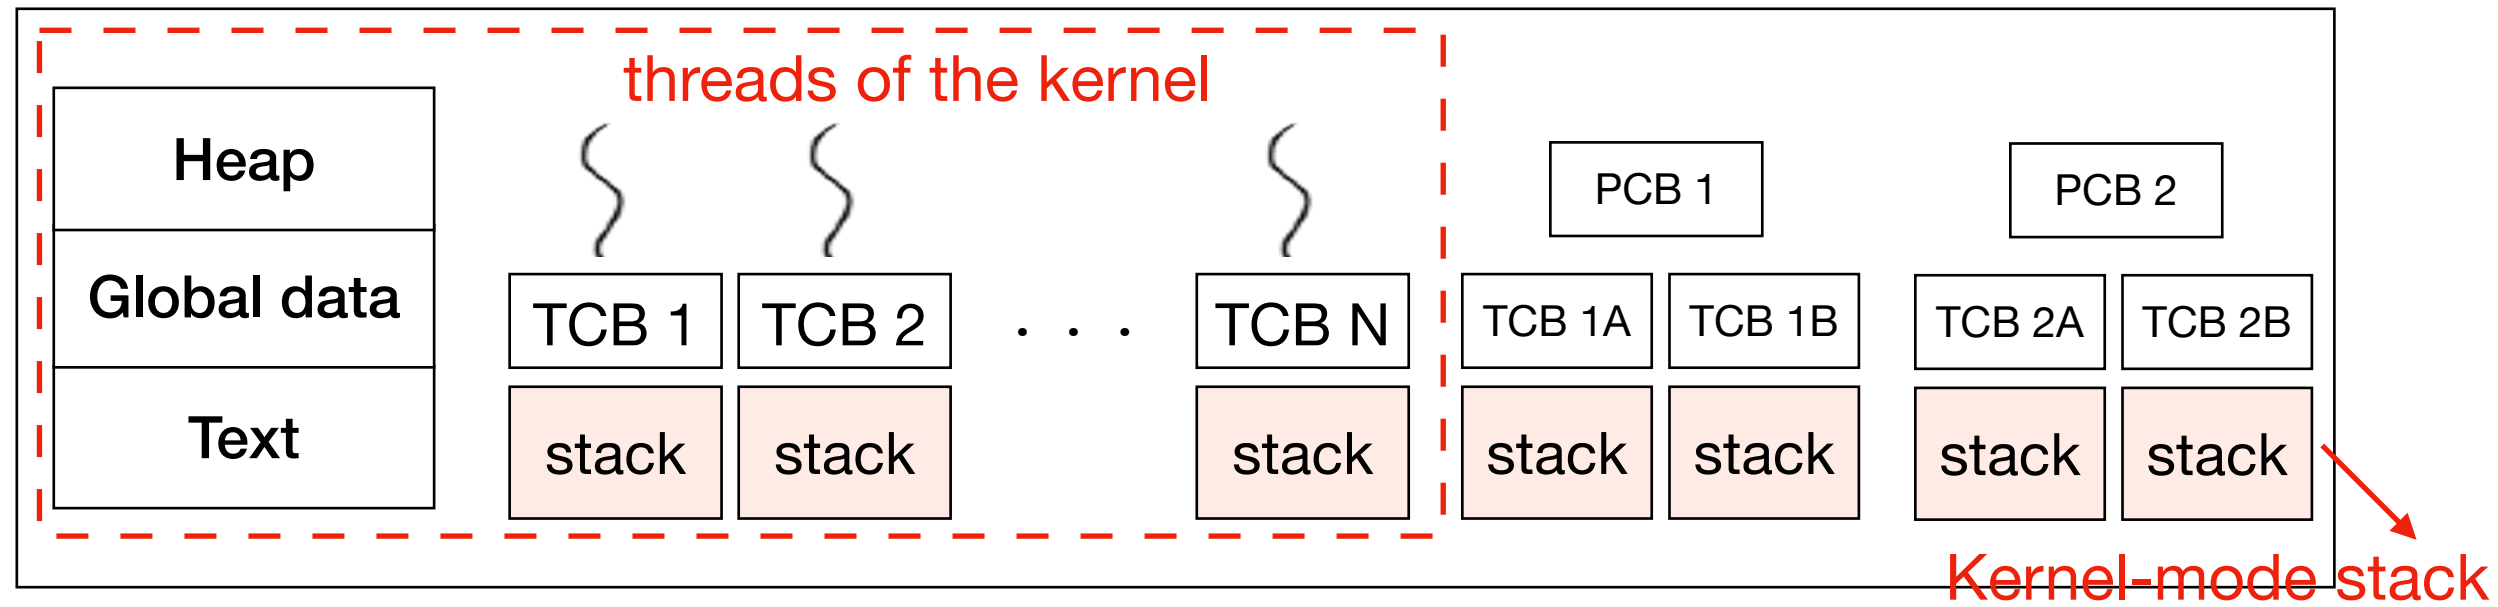 threads of the kernel
Heap
Global data
Text
TCB 1
TCB 2
. . .
TCB N
stack
stack
stack
PCB 1
PCB 2
TCB 1A
TCB 1B
TCB 2A
TCB 2B
stack
stack
stack
stack
Kernel-mode stack